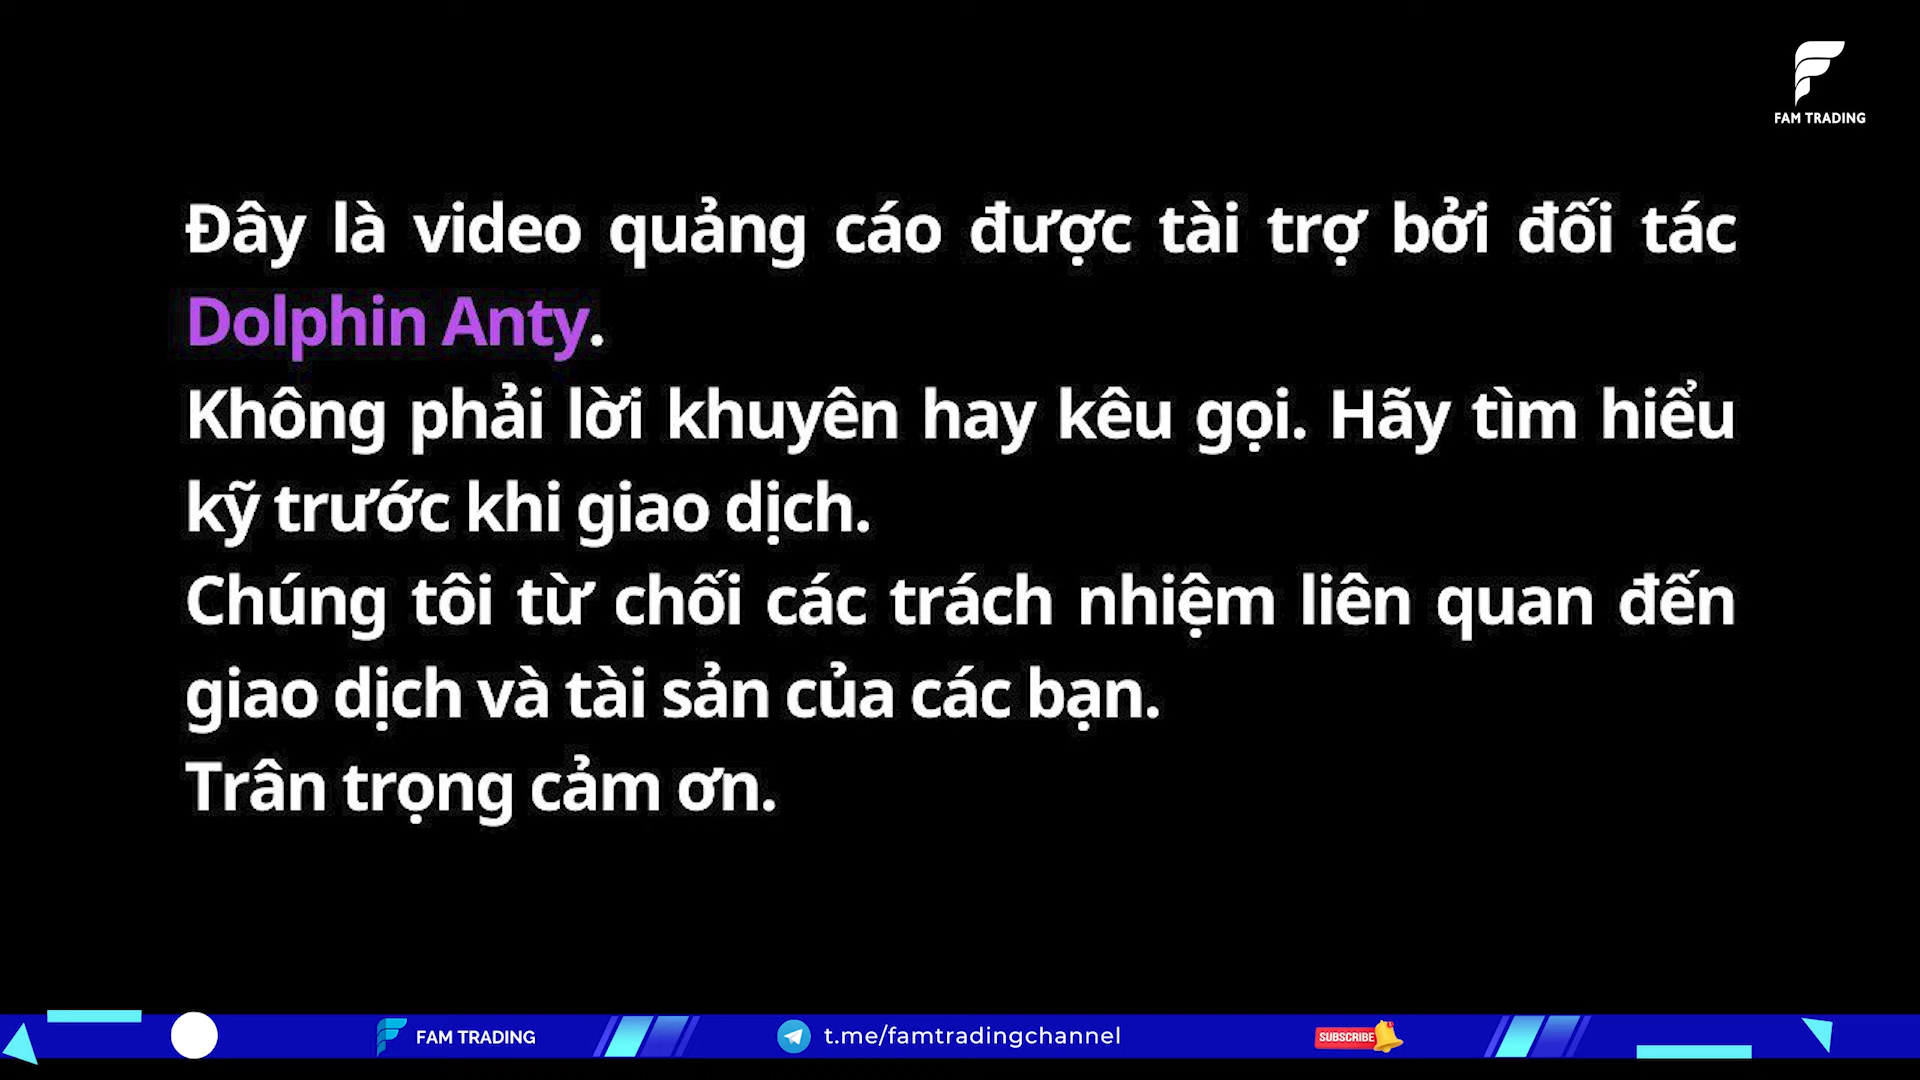 FAM TRADING
Đây là video quảng cáo được tài trợ bởi đối tác
Dolphin Anty.
Không phải lời khuyên hay kêu gọi. Hãy tìm hiểu
kỹ trước khi giao dịch.
Chúng tôi từ chối các trách nhiệm liên quan đến
giao dịch và tài sản của các bạn.
Trân trọng cảm ơn.
FAM TRADING
t.me/famtradingchannel
SUBSCRIBE